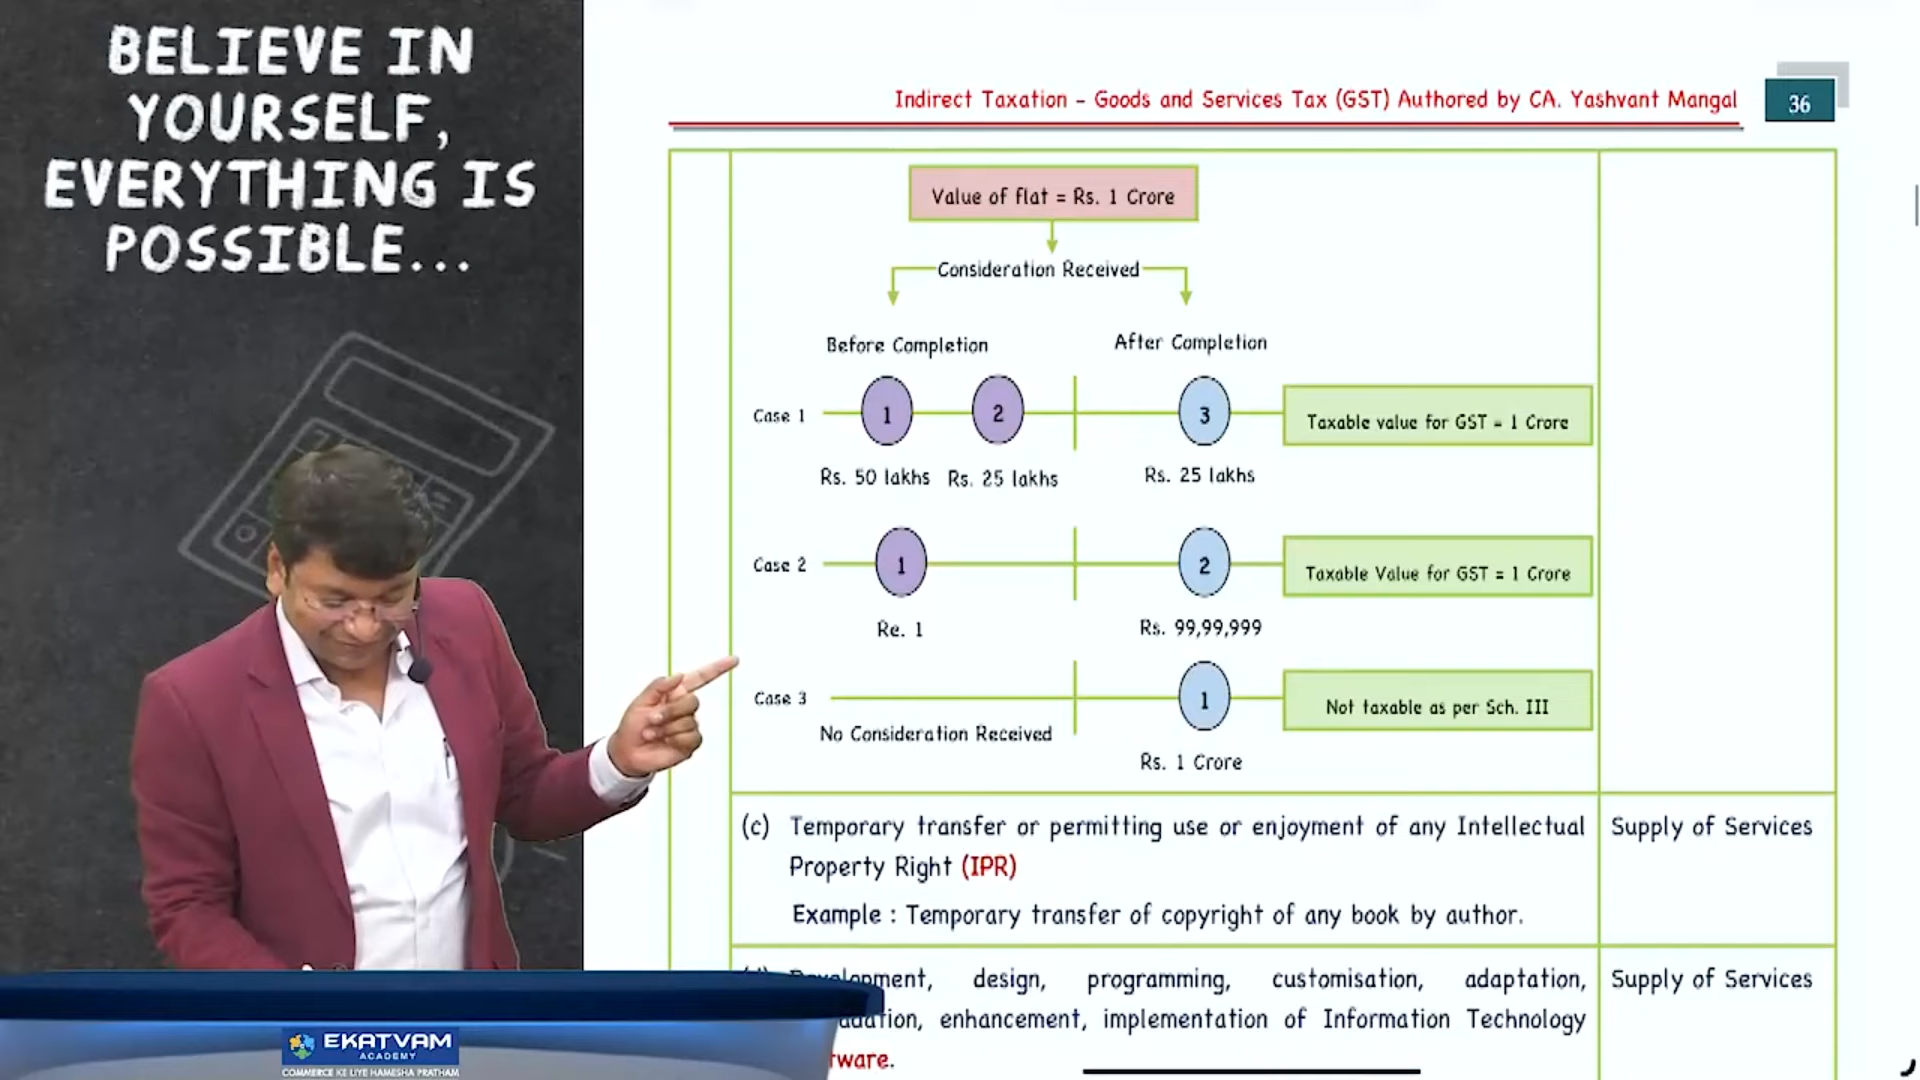 BELIEVE IN
YOURSELF,
EVERYTHING IS
POSSIBLE...
Indirect Taxation - Goods and Services Tax (GST) Authored by CA. Yashvant Mangal
36
Value of flat = Rs. 1 Crore
Consideration Received
Before Completion
After Completion
Case 1
1
2
3
Taxable value for GST = 1 Crore
Rs. 50 lakhs
Rs. 25 lakhs
Rs. 25 lakhs
Case 2
1
2
Taxable Value for GST = 1 Crore
Re. 1
Rs. 99,99,999
Case 3
1
Not taxable as per Sch. III
No Consideration Received
Rs. 1 Crore
(c) Temporary transfer or permitting use or enjoyment of any Intellectual
Property Right (IPR)
Supply of Services
Example : Temporary transfer of copyright of any book by author.
design, programming, customisation, adaptation,
Supply of Services
enhancement, implementation of Information Technology
EKATVAM
ACADEMY
COMMERCE KE LIYE HAMESHA PRATHAM